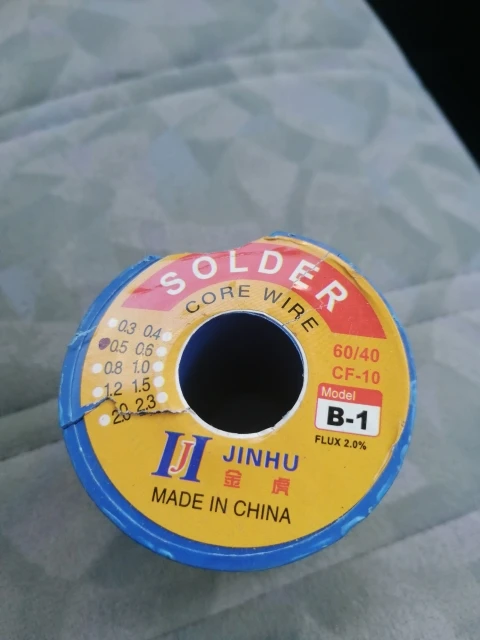 SOLDER
CORE WIRE
0.3 0.4
0.5 0.6
0.8 1.0
1.2 1.5
2.0 2.3
60/40
CF-10
Model
B-1
FLUX 2.0%
JINHU
金虎
MADE IN CHINA